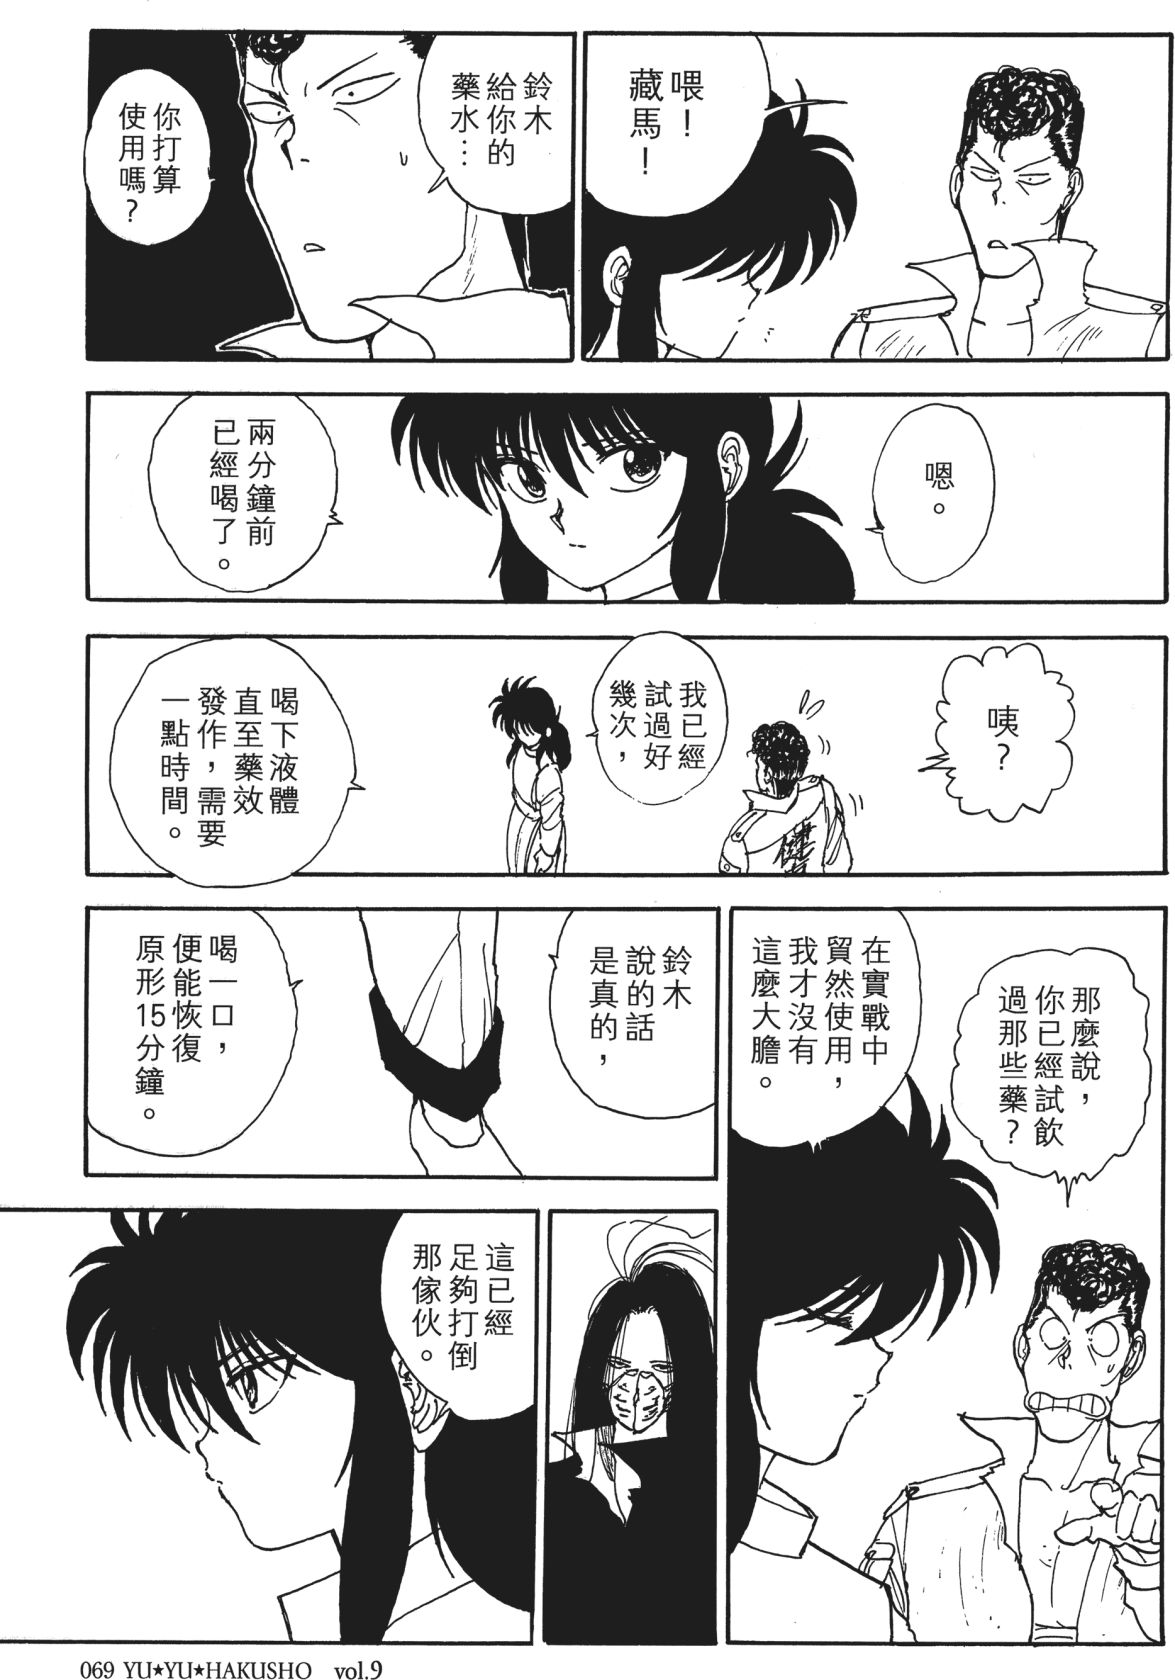 喂！
藏馬！
鈴木
給你的
藥水…
你打算
使用嗎？
嗯。
兩分鐘前
已經喝了。
咦？
我已經
試過好
幾次，
喝下液體
直至藥效
發作，需要
一點時間。
那麼說，
你已經試飲
過那些藥？
在實戰中
貿然使用，
我才沒有
這麼大膽。
鈴木
說的話
是真的，
喝一口，
便能恢復
原形15分鐘。
這已經
足夠打倒
那傢伙。
069 YU★YU★HAKUSHO vol.9